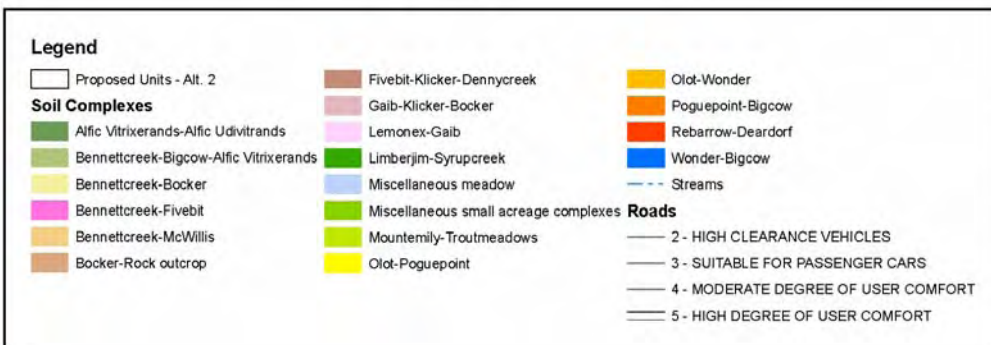 Legend
Proposed Units - Alt. 2
Soil Complexes
Alfic Vitrixerands-Alfic Udivitrands
Bennettcreek-Bigcow-Alfic Vitrixerands
Bennettcreek-Bocker
Bennettcreek-Fivebit
Bennettcreek-McWillis
Bocker-Rock outcrop
Fivebit-Klicker-Dennycreek
Gaib-Klicker-Bocker
Lemonex-Gaib
Limberjim-Syrupcreek
Miscellaneous meadow
Miscellaneous small acreage complexes
Mountemily-Troutmeadows
Olot-Poguepoint
Olot-Wonder
Poguepoint-Bigcow
Rebarrow-Deardorf
Wonder-Bigcow
Streams
Roads
2 - HIGH CLEARANCE VEHICLES
3 - SUITABLE FOR PASSENGER CARS
4 - MODERATE DEGREE OF USER COMFORT
5 - HIGH DEGREE OF USER COMFORT